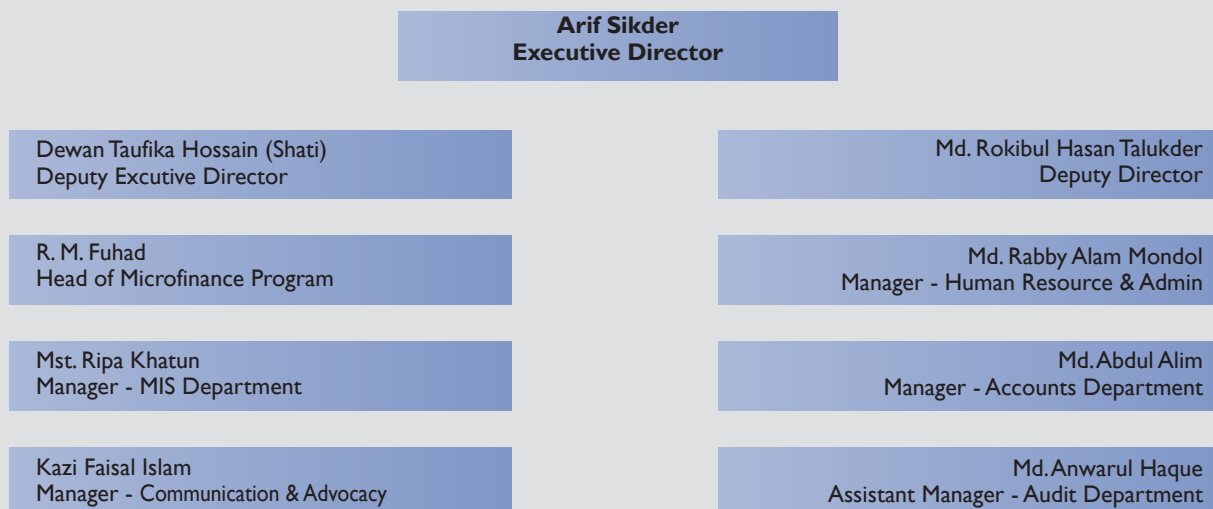 Arif Sikder
Executive Director
Dewan Taufika Hossain (Shati)
Deputy Excutive Director
Md. Rokibul Hasan Talukder
Deputy Director
R. M. Fuhad
Head of Microfinance Program
Md. Rabby Alam Mondol
Manager - Human Resource & Admin
Mst. Ripa Khatun
Manager - MIS Department
Md. Abdul Alim
Manager - Accounts Department
Kazi Faisal Islam
Manager - Communication & Advocacy
Md. Anwarul Haque
Assistant Manager - Audit Department